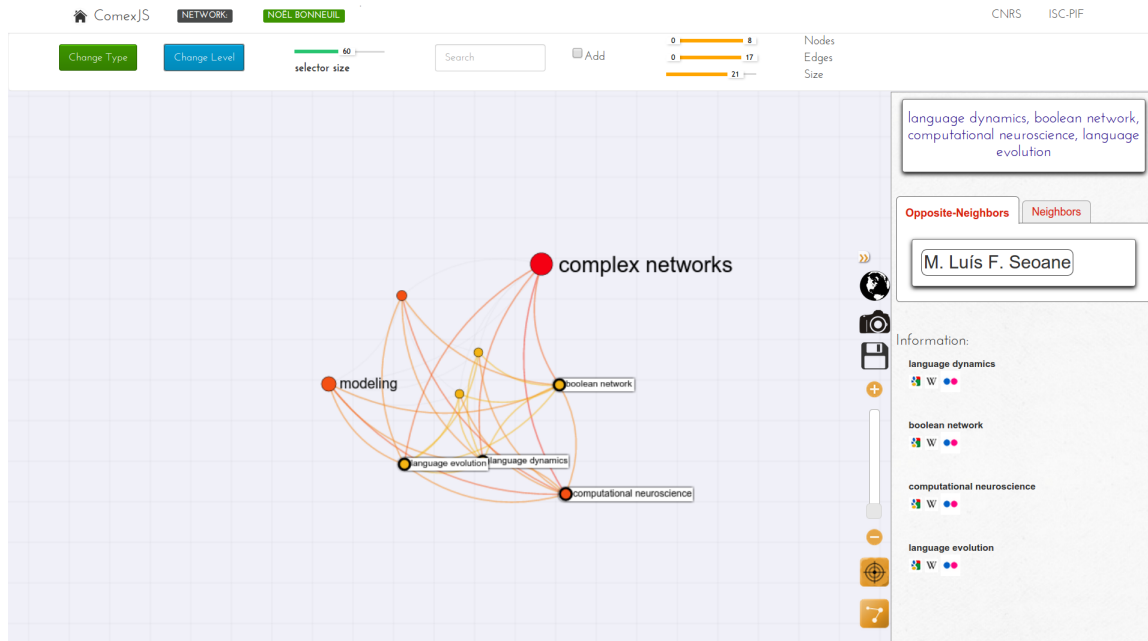 ComexJS
NETWORK:
NOËL BONNEUIL
CNRS
ISC-PIF
Change Type
Change Level
60
selector size
Search
Add
0 8 Nodes
0 17 Edges
21 Size
language dynamics, boolean network,
computational neuroscience, language
evolution
Opposite-Neighbors
Neighbors
M. Luís F. Seoane
complex networks
modeling
boolean network
language evolution
language dynamics
computational neuroscience
Information:
language dynamics
W
boolean network
W
computational neuroscience
W
language evolution
W